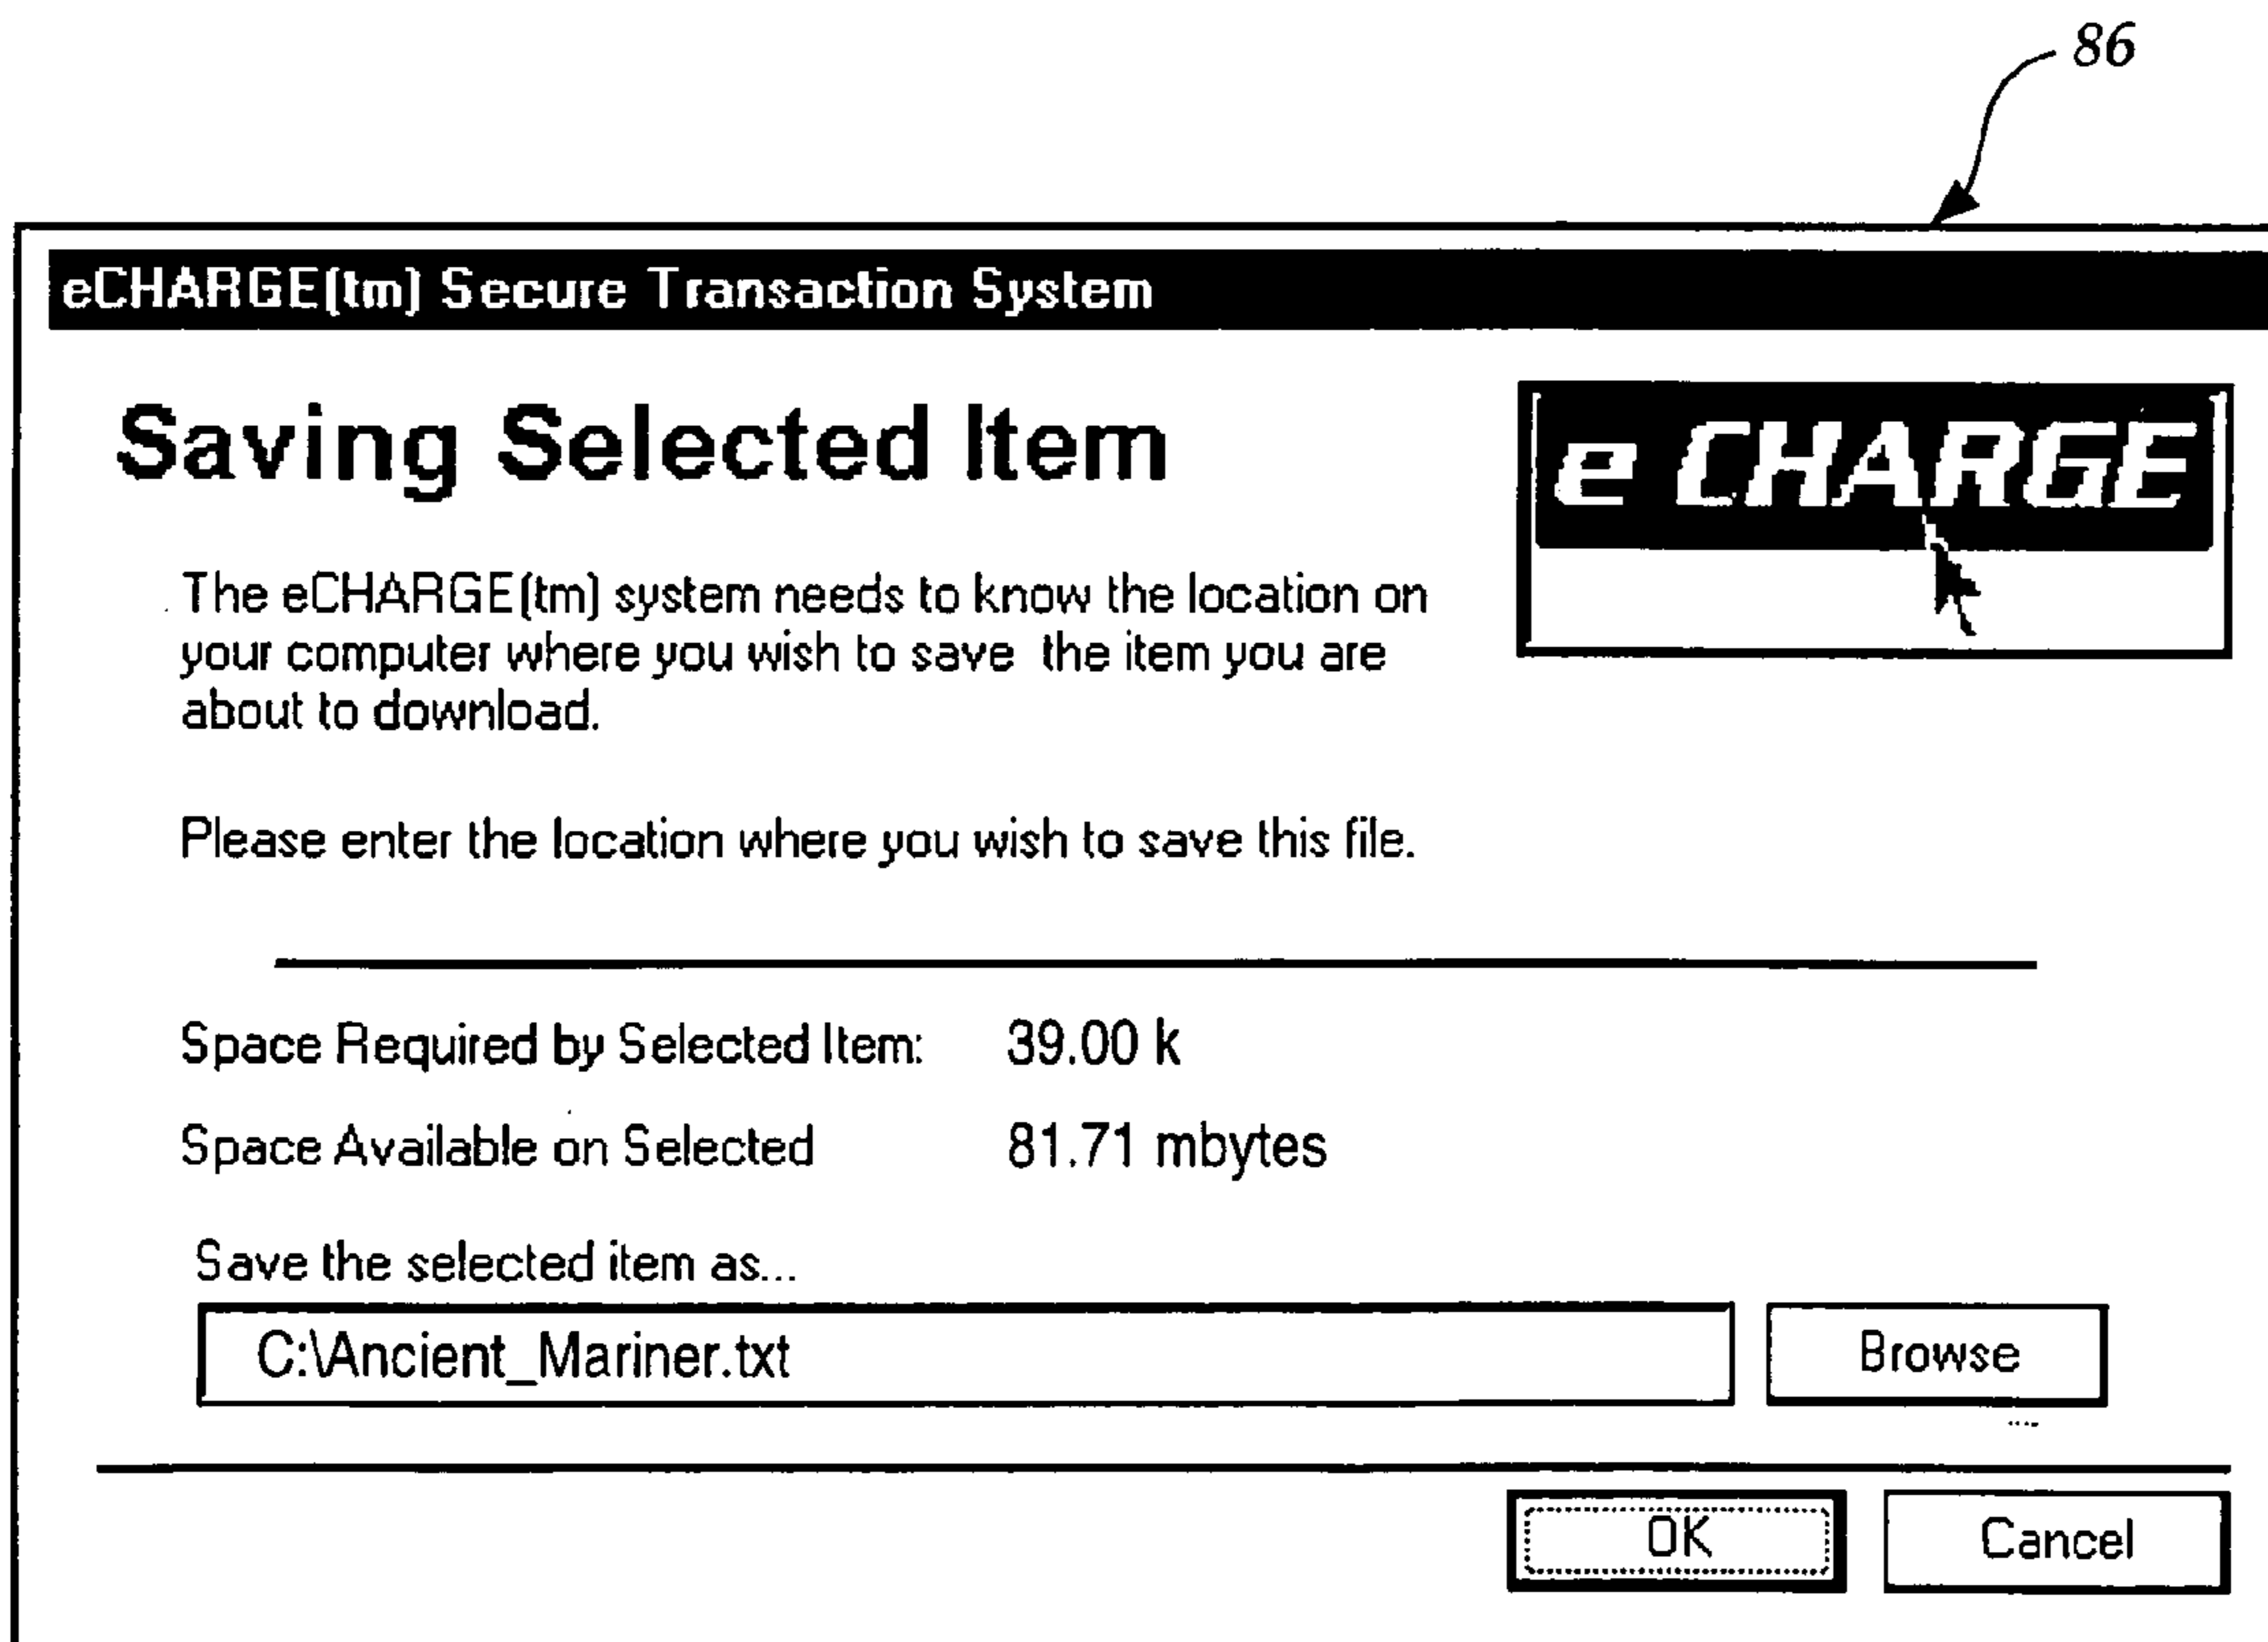 86
eCHARGE(tm) Secure Transaction System
Saving Selected Item
e CHARGE
The eCHARGE(tm) system needs to know the location on
your computer where you wish to save the item you are
about to download.
Please enter the location where you wish to save this file.
Space Required by Selected Item: 39.00 k
Space Available on Selected 81.71 mbytes
Save the selected item as...
C:\Ancient_Mariner.txt Browse
OK Cancel